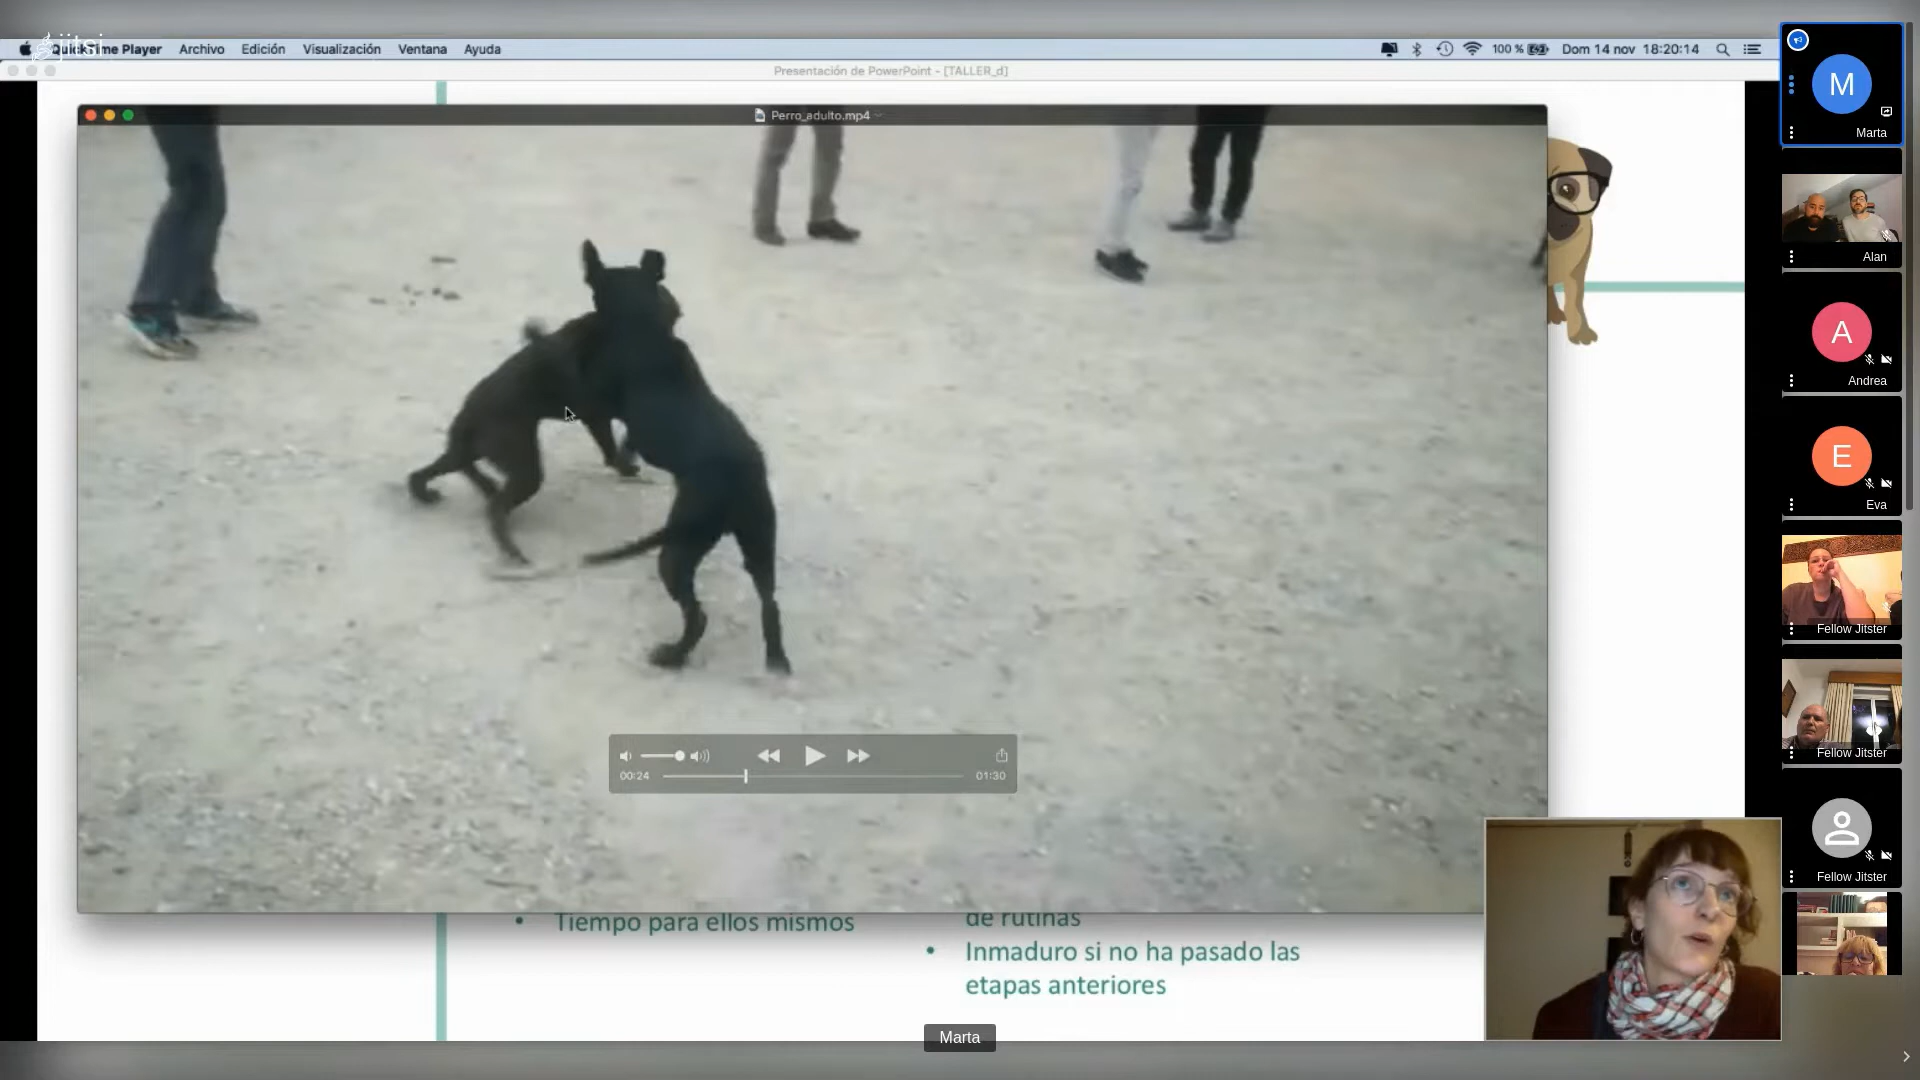 jitsi
QuickTime Player Archivo Edición Visualización Ventana Ayuda
100 % Dom 14 nov 18:20:14
Presentación de PowerPoint - [TALLER_d]
Perro_adulto.mp4
00:24 01:30
• Tiempo para ellos mismos
de rutinas
• Inmaduro si no ha pasado las
etapas anteriores
Marta
M
Marta
Alan
A
Andrea
E
Eva
Fellow Jitster
Fellow Jitster
Fellow Jitster